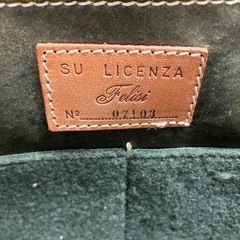 SU LICENZA
Felisi
Nº 07103